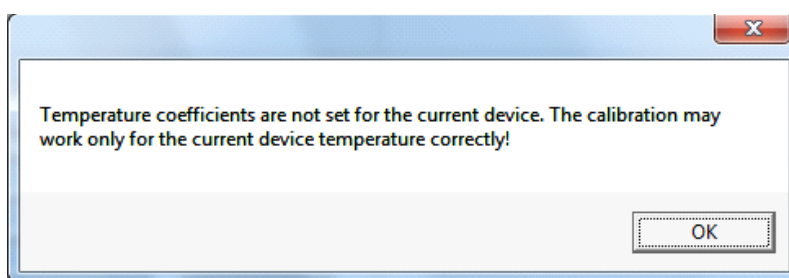 Temperature coefficients are not set for the current device. The calibration may
work only for the current device temperature correctly!
OK